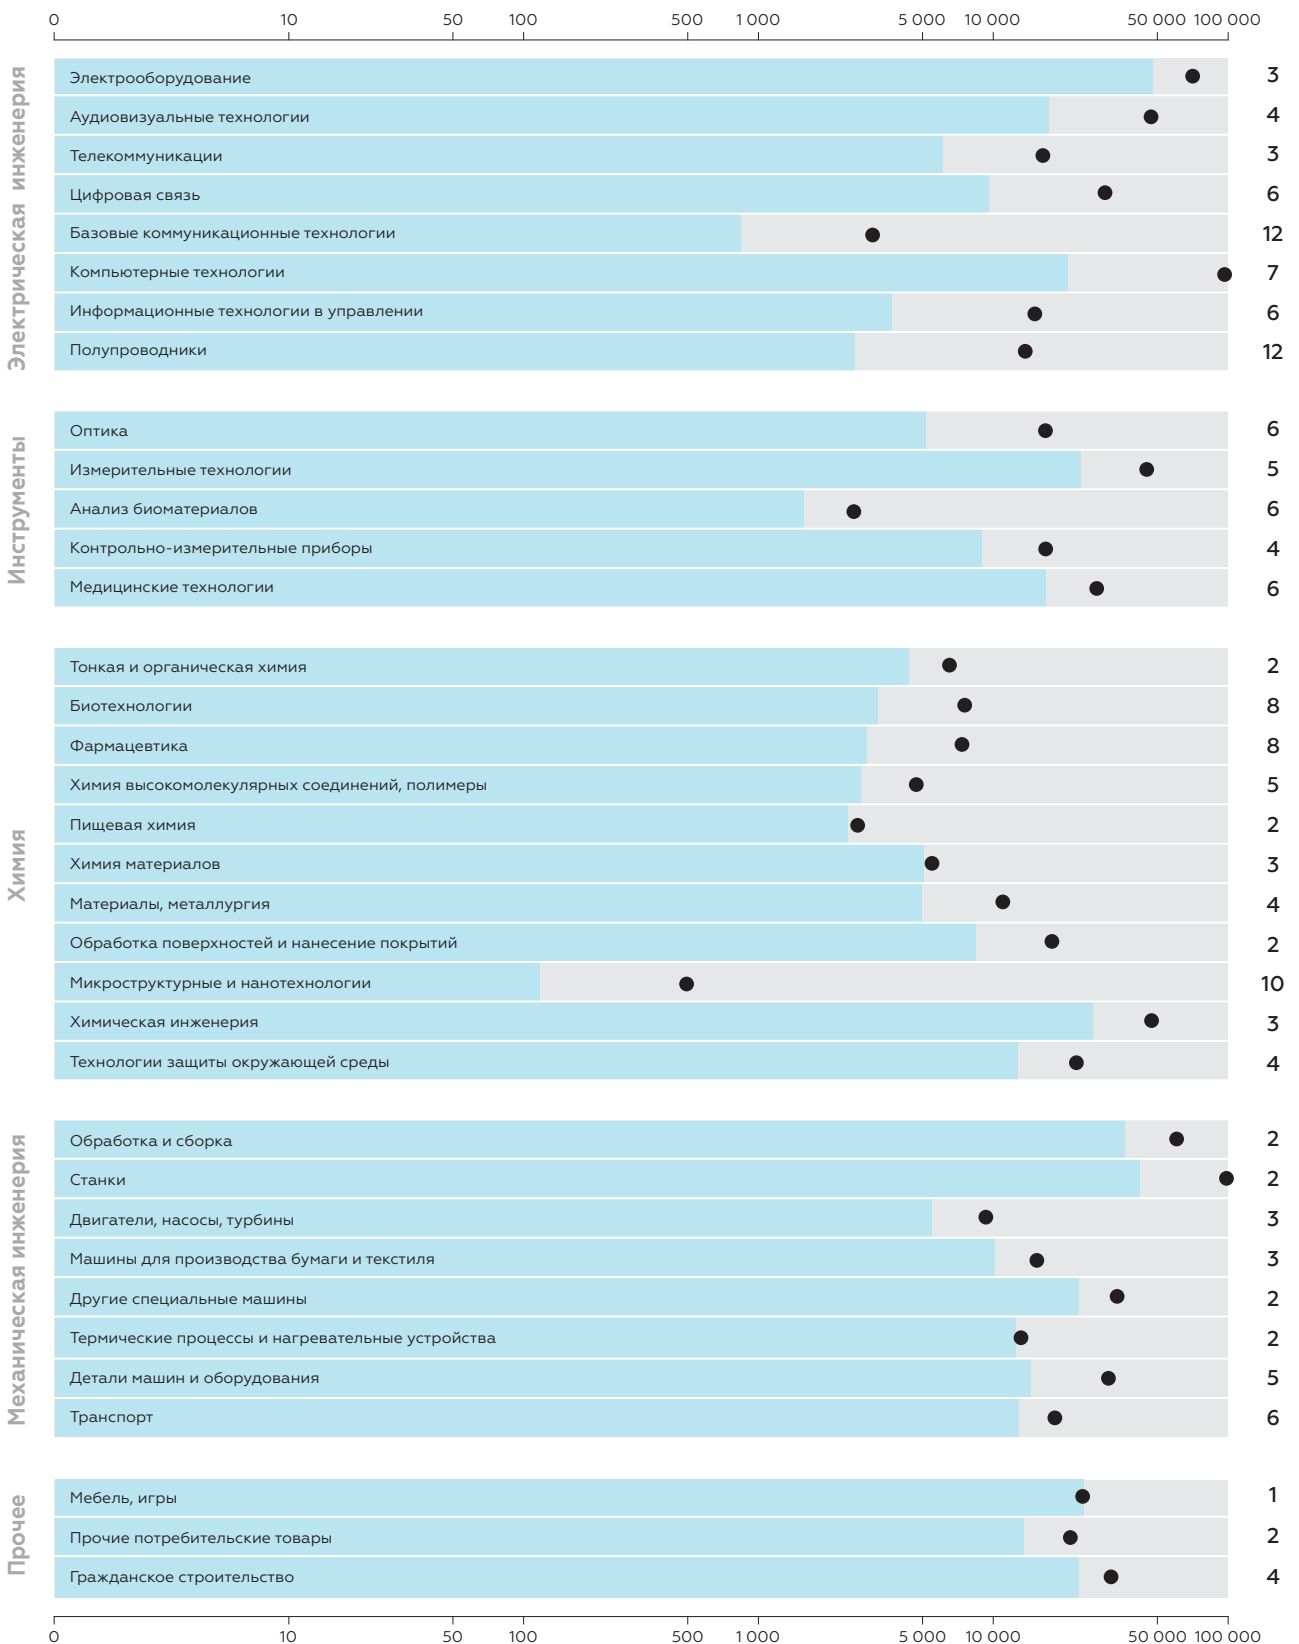 0 10 50 100 500 1 000 5 000 10 000 50 000 100 000
Электрическая инженерия
Электрооборудование 3
Аудиовизуальные технологии 4
Телекоммуникации 3
Цифровая связь 6
Базовые коммуникационные технологии 12
Компьютерные технологии 7
Информационные технологии в управлении 6
Полупроводники 12
Инструменты
Оптика 6
Измерительные технологии 5
Анализ биоматериалов 6
Контрольно-измерительные приборы 4
Медицинские технологии 6
Химия
Тонкая и органическая химия 2
Биотехнологии 8
Фармацевтика 8
Химия высокомолекулярных соединений, полимеры 5
Пищевая химия 2
Химия материалов 3
Материалы, металлургия 4
Обработка поверхностей и нанесение покрытий 2
Микроструктурные и нанотехнологии 10
Химическая инженерия 3
Технологии защиты окружающей среды 4
Механическая инженерия
Обработка и сборка 2
Станки 2
Двигатели, насосы, турбины 3
Машины для производства бумаги и текстиля 3
Другие специальные машины 2
Термические процессы и нагревательные устройства 2
Детали машин и оборудования 5
Транспорт 6
Прочее
Мебель, игры 1
Прочие потребительские товары 2
Гражданское строительство 4
0 10 50 100 500 1 000 5 000 10 000 50 000 100 000